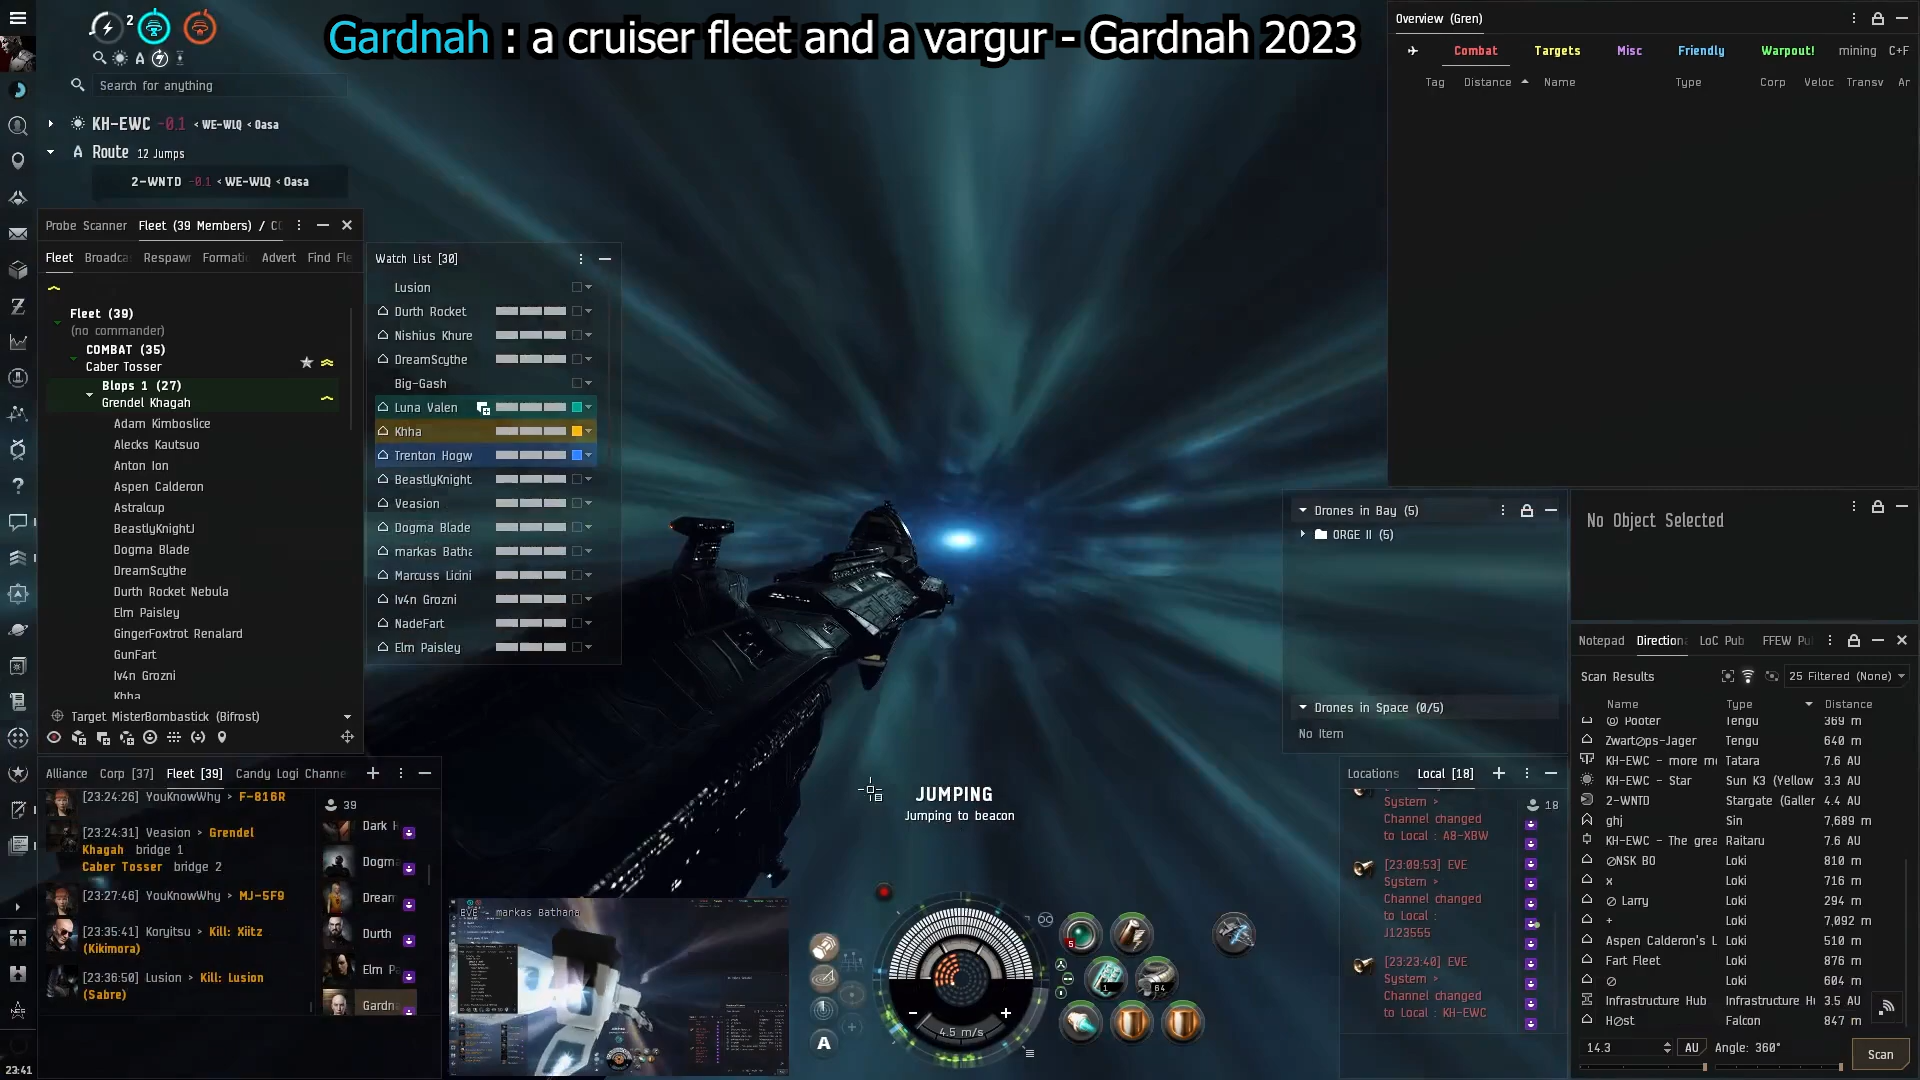 Gardnah : a cruiser fleet and a vargur - Gardnah 2023
2
A
Search for anything
KH-EWC -0.1 < WE-WLQ < Oasa
Route 12 Jumps
2-WNTD -0.1 < WE-WLQ < Oasa
Probe Scanner Fleet (39 Members) /
Fleet Broadca Respawn Formati Advert Find Fle
Fleet (39)
(no commander)
COMBAT (35)
Caber Tosser
Blops 1 (27)
Grendel Khagah
Adam Kimboslice
Alecks Kautsuo
Anton Ion
Aspen Calderon
Astralcup
BeastlyKnightJ
Dogma Blade
DreamScythe
Durth Rocket Nebula
Elm Paisley
GingerFoxtrot Renalard
GunFart
Iv4n Grozni
Khha
Target MisterBombastick (Bifrost)
Watch List [30]
Lusion
Durth Rocket
Nishius Khure
DreamScythe
Big-Gash
Luna Valen
Khha
Trenton Hogw
BeastlyKnight
Veasion
Dogma Blade
markas Batha
Marcuss Licini
Iv4n Grozni
NadeFart
Elm Paisley
Alliance Corp [37] Fleet [39] Candy Logi Channe
[23:24:26] YouKnowWhy > F-816R
[23:24:31] Veasion > Grendel
Khagah bridge 1
Caber Tosser bridge 2
[23:27:46] YouKnowWhy > MJ-5F9
[23:35:41] Koryitsu > Kill: Xiitz
(Kikimora)
[23:36:50] Lusion > Kill: Lusion
(Sabre)
39
Dark H
Dogm
Drean
Durth
Elm Pa
Gardn
23:41
EVE - markas Bathana
JUMPING
Jumping to beacon
4.5 m/s
A
5
1
84
Overview (Gren)
Combat Targets Misc Friendly Warpout! mining C+F
Tag Distance Name Type Corp Veloc Transv Ar
Drones in Bay (5)
ORGE II (5)
Drones in Space (0/5)
No Item
No Object Selected
Locations Local [18]
18
System >
Channel changed
to Local : A8-XBW
[23:09:53] EVE
System >
Channel changed
to Local :
J123555
[23:23:40] EVE
System >
Channel changed
to Local : KH-EWC
Notepad Direction LoC Pub FFEW Pu
Scan Results 25 Filtered (None)
Name Type Distance
@ Pooter Tengu 369 m
Zwart⊘ps-Jager Tengu 640 m
KH-EWC - more mo Tatara 7.6 AU
KH-EWC - Star Sun K3 (Yellow 3.3 AU
2-WNTD Stargate (Galler 4.4 AU
ghj Sin 7,689 m
KH-EWC - The grea Raitaru 7.6 AU
⊘NSK BO Loki 810 m
x Loki 716 m
⊘ Larry Loki 294 m
+ Loki 7,092 m
Aspen Calderon's L Loki 510 m
Fart Fleet Loki 876 m
⊘ Loki 604 m
Infrastructure Hub Infrastructure Hu 3.5 AU
H⊘st Falcon 847 m
14.3 AU Angle: 360° Scan